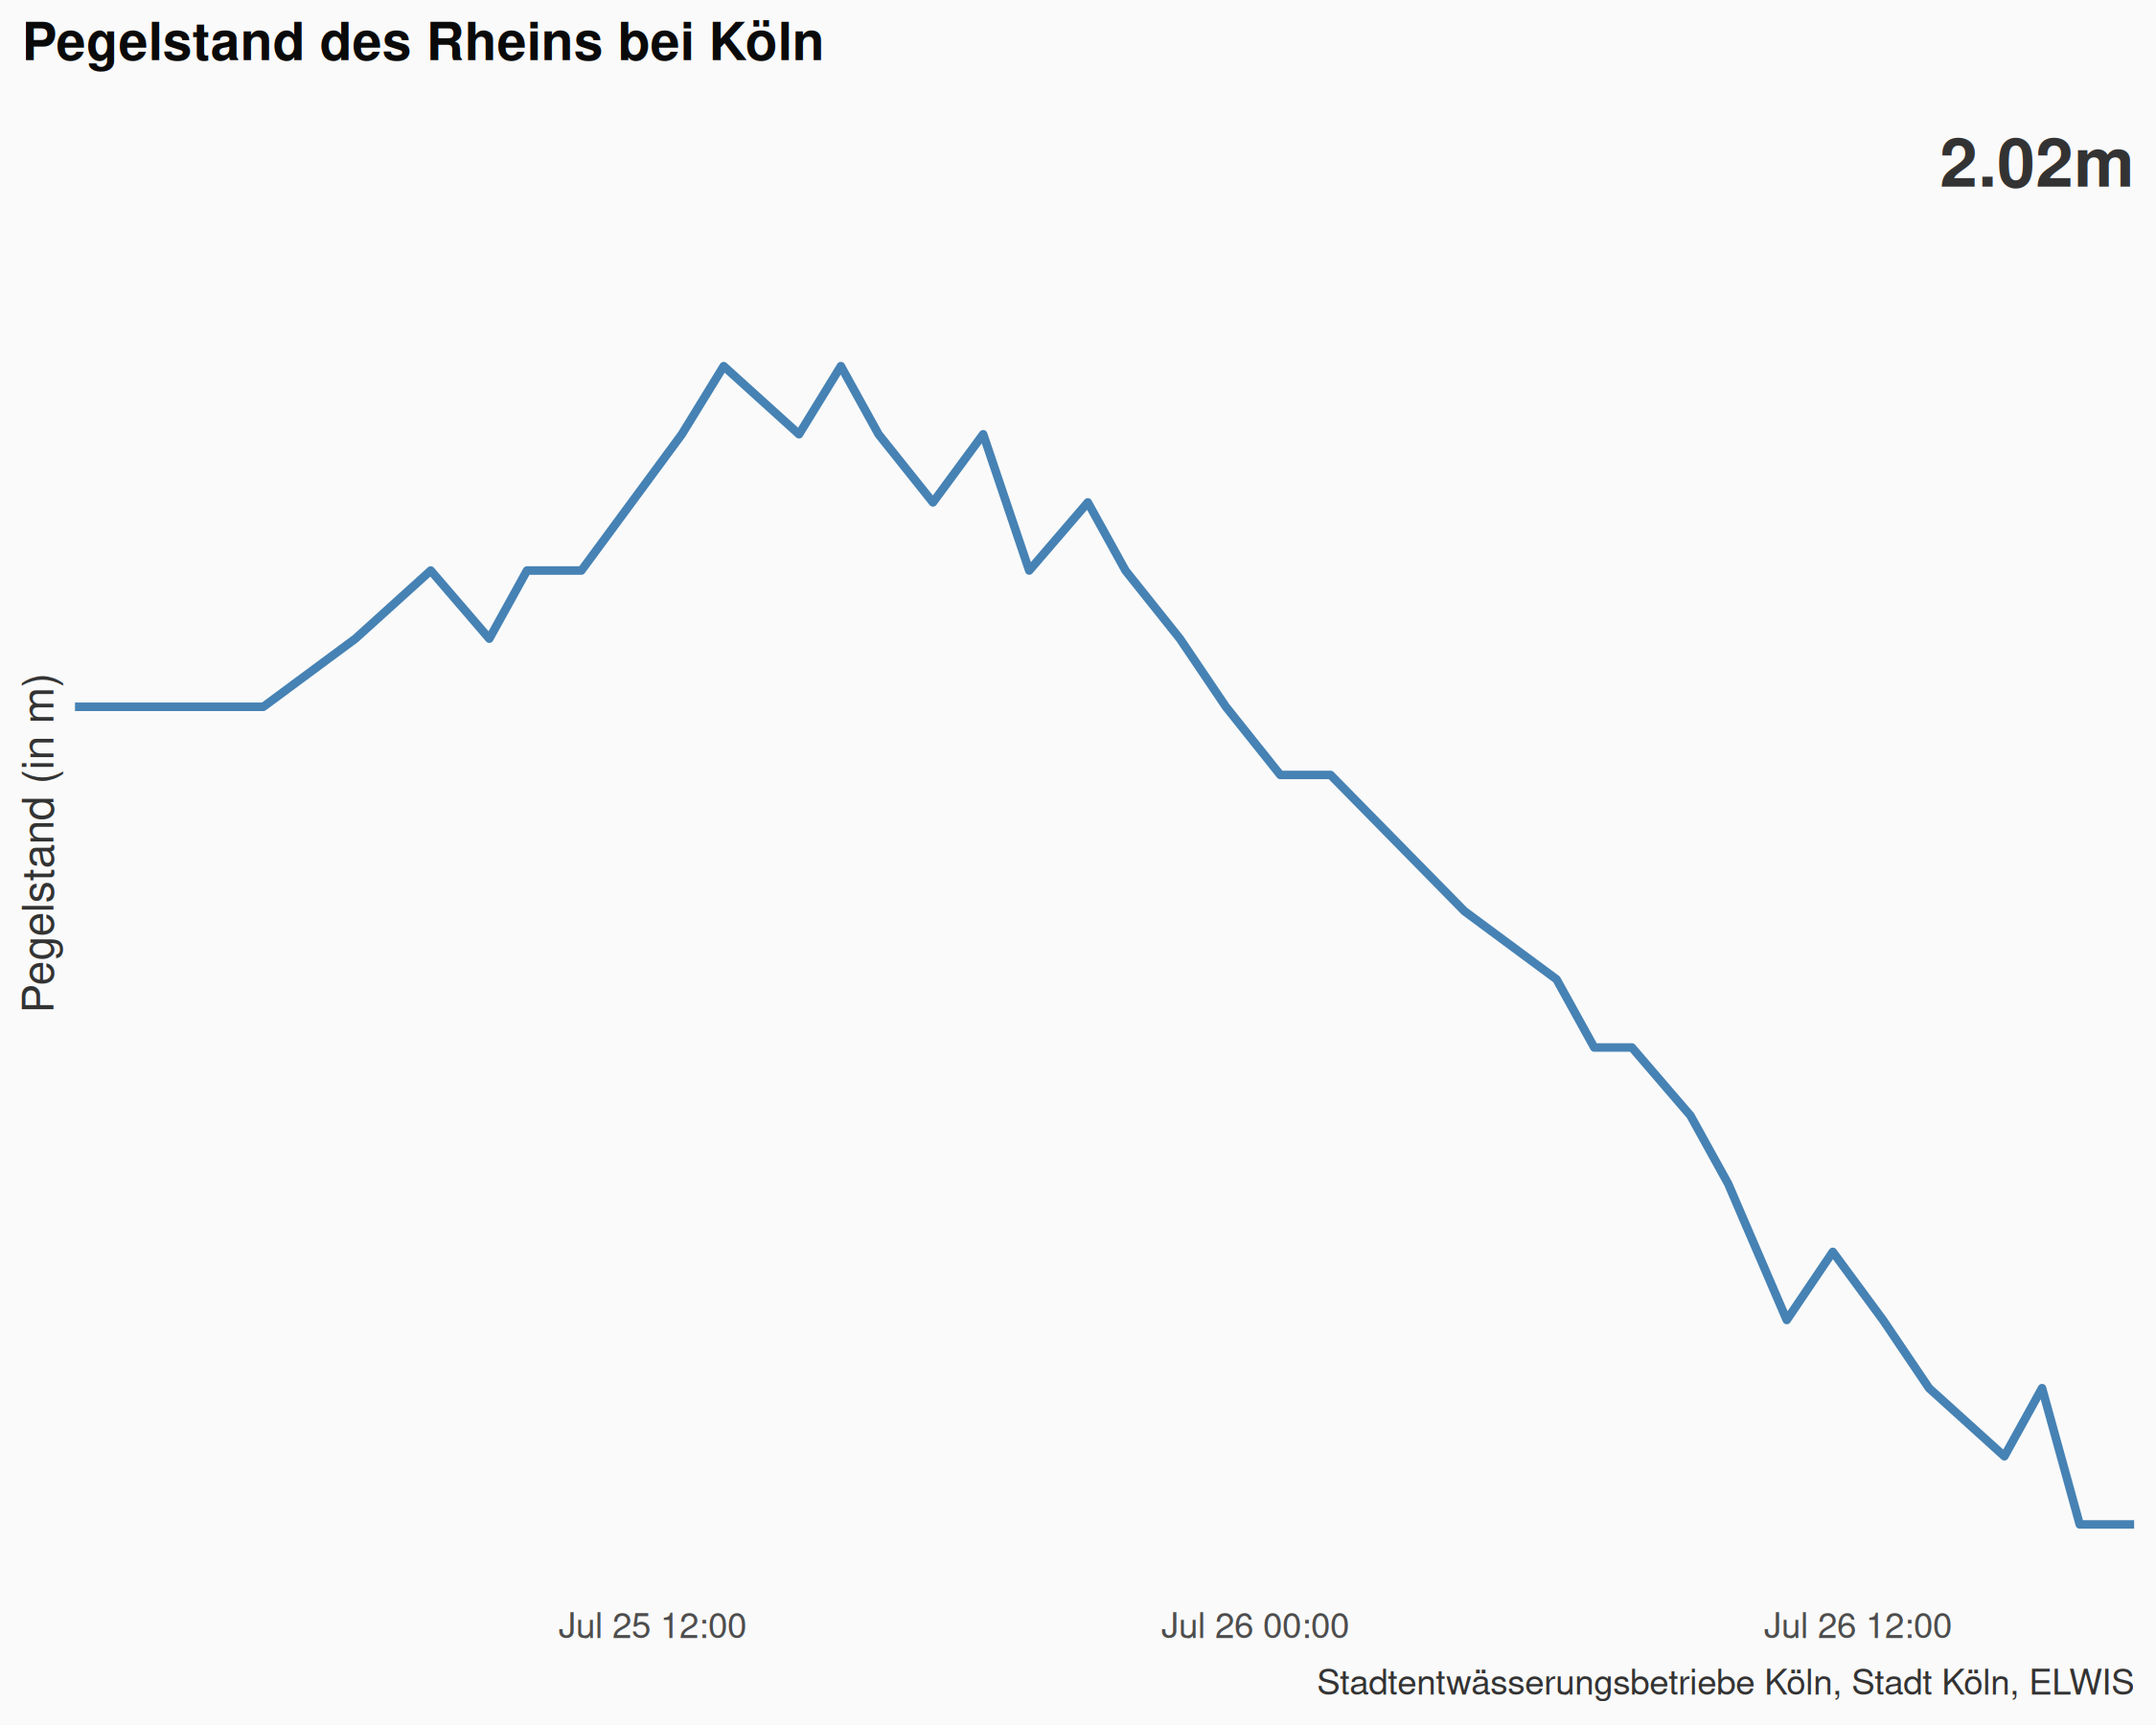 Pegelstand des Rheins bei Köln
2.02m
Pegelstand (in m)
Jul 25 12:00
Jul 26 00:00
Jul 26 12:00
Stadtentwässerungsbetriebe Köln, Stadt Köln, ELWIS